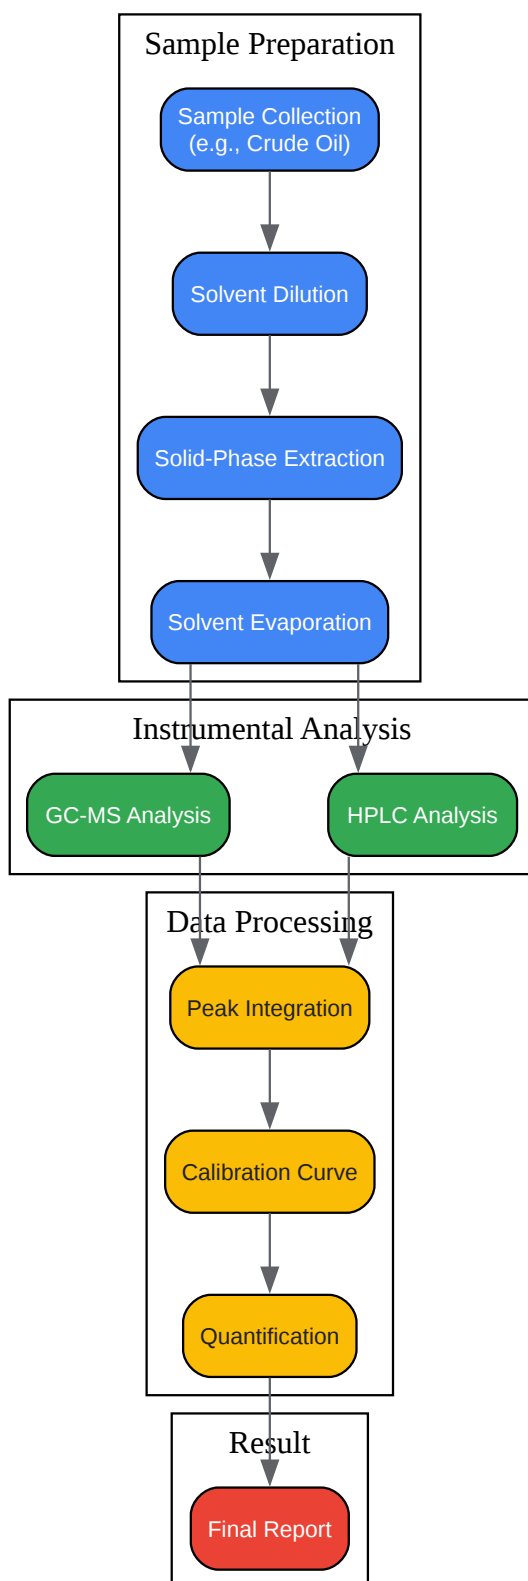 Sample Preparation
Sample Collection
(e.g., Crude Oil)
Solvent Dilution
Solid-Phase Extraction
Solvent Evaporation
Instrumental Analysis
GC-MS Analysis
HPLC Analysis
Data Processing
Peak Integration
Calibration Curve
Quantification
Result
Final Report